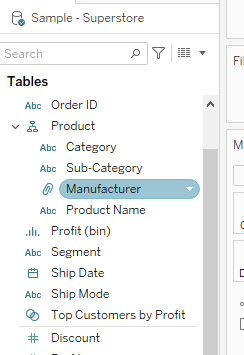 Sample - Superstore
Search
Tables
Abc Order ID
Product
Abc Category
Abc Sub-Category
Manufacturer
Abc Product Name
Profit (bin)
Abc Segment
Ship Date
Abc Ship Mode
Top Customers by Profit
# Discount